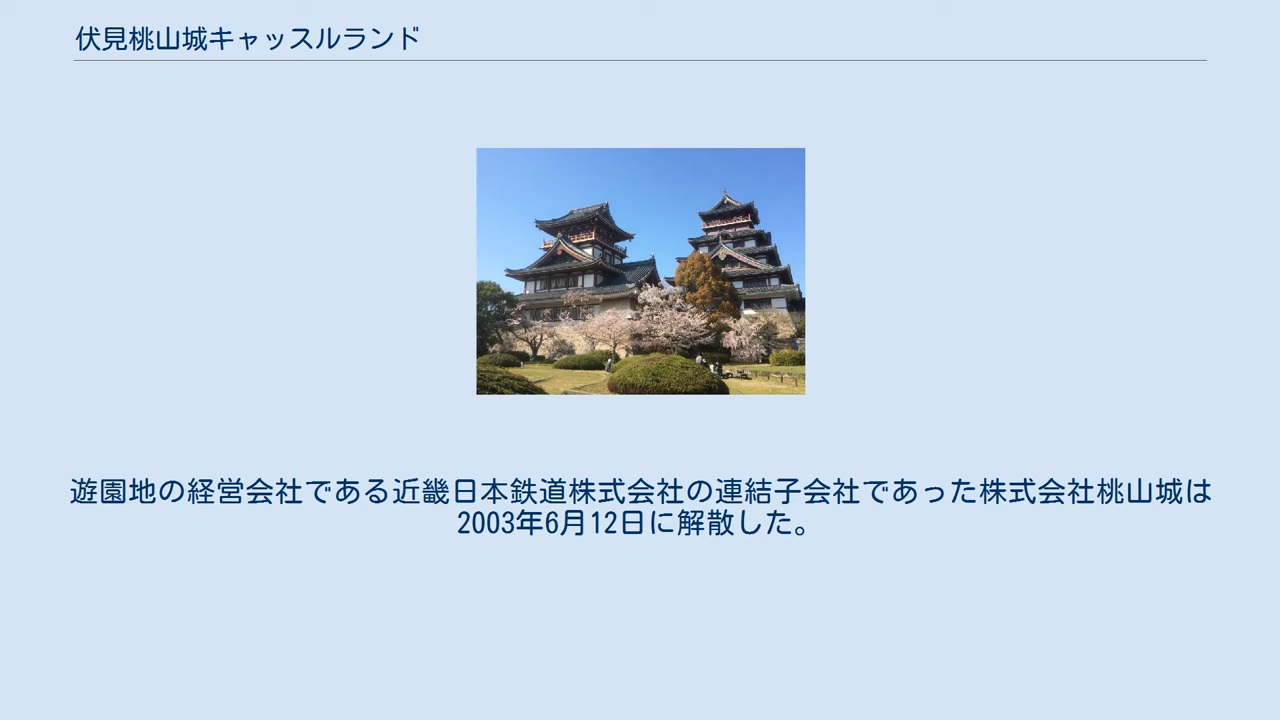 伏見桃山城キャッスルランド
遊園地の経営会社である近畿日本鉄道株式会社の連結子会社であった株式会社桃山城は
2003年6月12日に解散した。